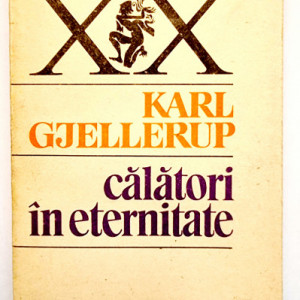 XX
KARL
GJELLERUP
călători
în eternitate